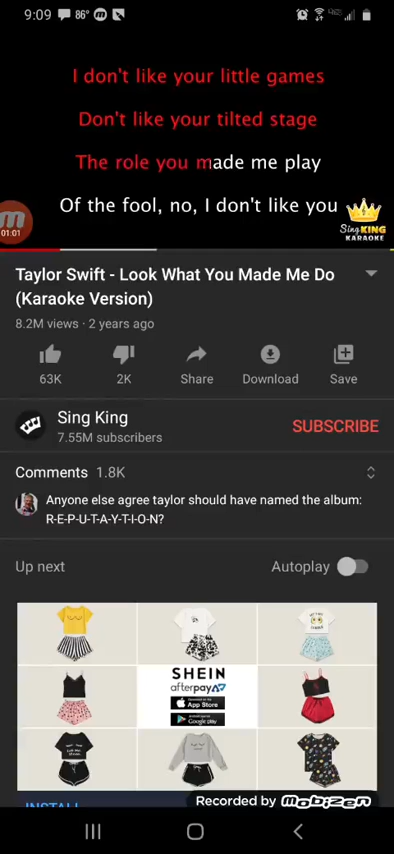 9:09
86°
I don't like your little games
Don't like your tilted stage
The role you made me play
Of the fool, no, I don't like you
01:01
Sing KING
KARAOKE
Taylor Swift - Look What You Made Me Do
(Karaoke Version)
8.2M views · 2 years ago
63K
2K
Share
Download
Save
Sing King
7.55M subscribers
SUBSCRIBE
Comments 1.8K
Anyone else agree taylor should have named the album:
R-E-P-U-T-A-Y-T-I-O-N?
Up next
Autoplay
SHEIN
afterpay
App Store
Google play
INSTALL
Recorded by mobizen